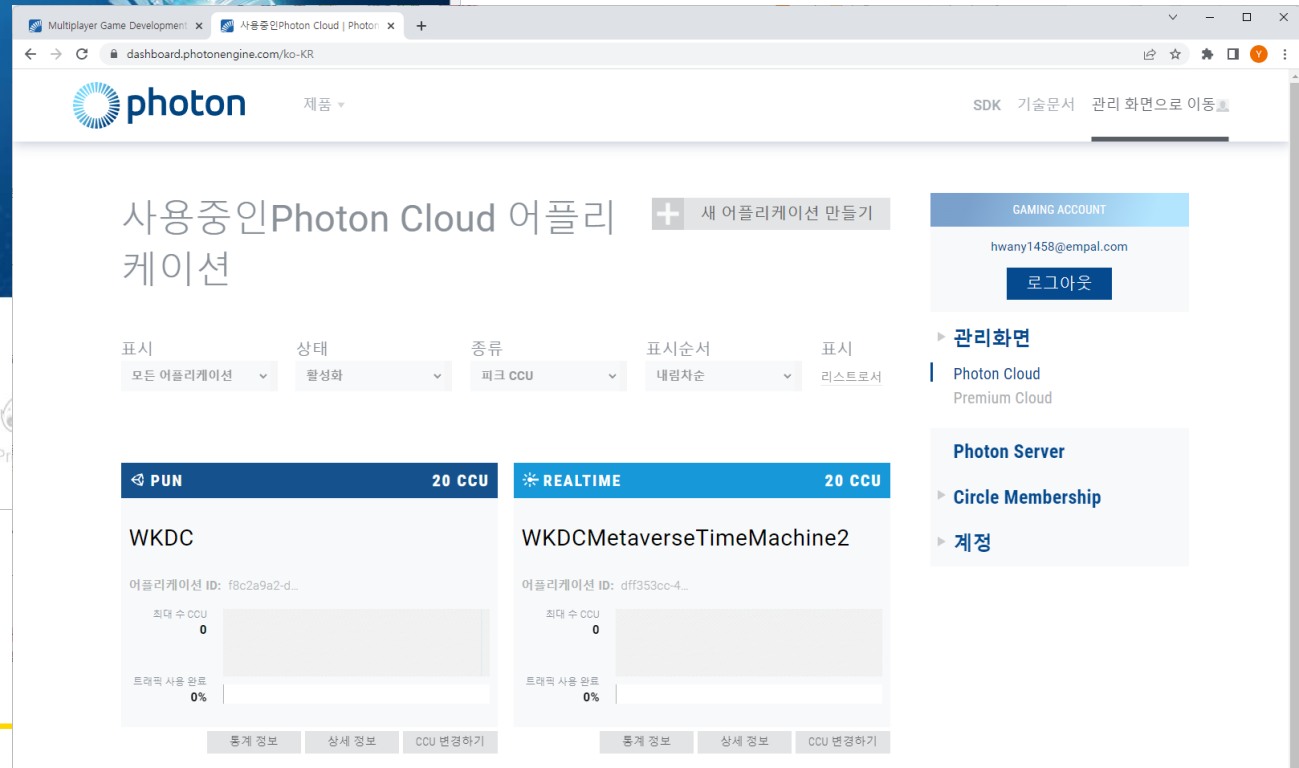 Multiplayer Game Development
사용중인Photon Cloud | Photon
dashboard.photonengine.com/ko-KR
Y
photon
제품
SDK 기술문서 관리 화면으로 이동
사용중인Photon Cloud 어플리
케이션
새 어플리케이션 만들기
GAMING ACCOUNT
hwany1458@empal.com
로그아웃
표시 상태 종류 표시순서 표시
모든 어플리케이션 활성화 피크 CCU 내림차순 리스트로서
관리화면
Photon Cloud
Premium Cloud
Photon Server
Circle Membership
계정
PUN 20 CCU
WKDC
어플리케이션 ID: f8c2a9a2-d...
최대 수 CCU
0
트래픽 사용 완료
0%
통계 정보 상세 정보 CCU 변경하기
REALTIME 20 CCU
WKDCMetaverseTimeMachine2
어플리케이션 ID: dff353cc-4...
최대 수 CCU
0
트래픽 사용 완료
0%
통계 정보 상세 정보 CCU 변경하기